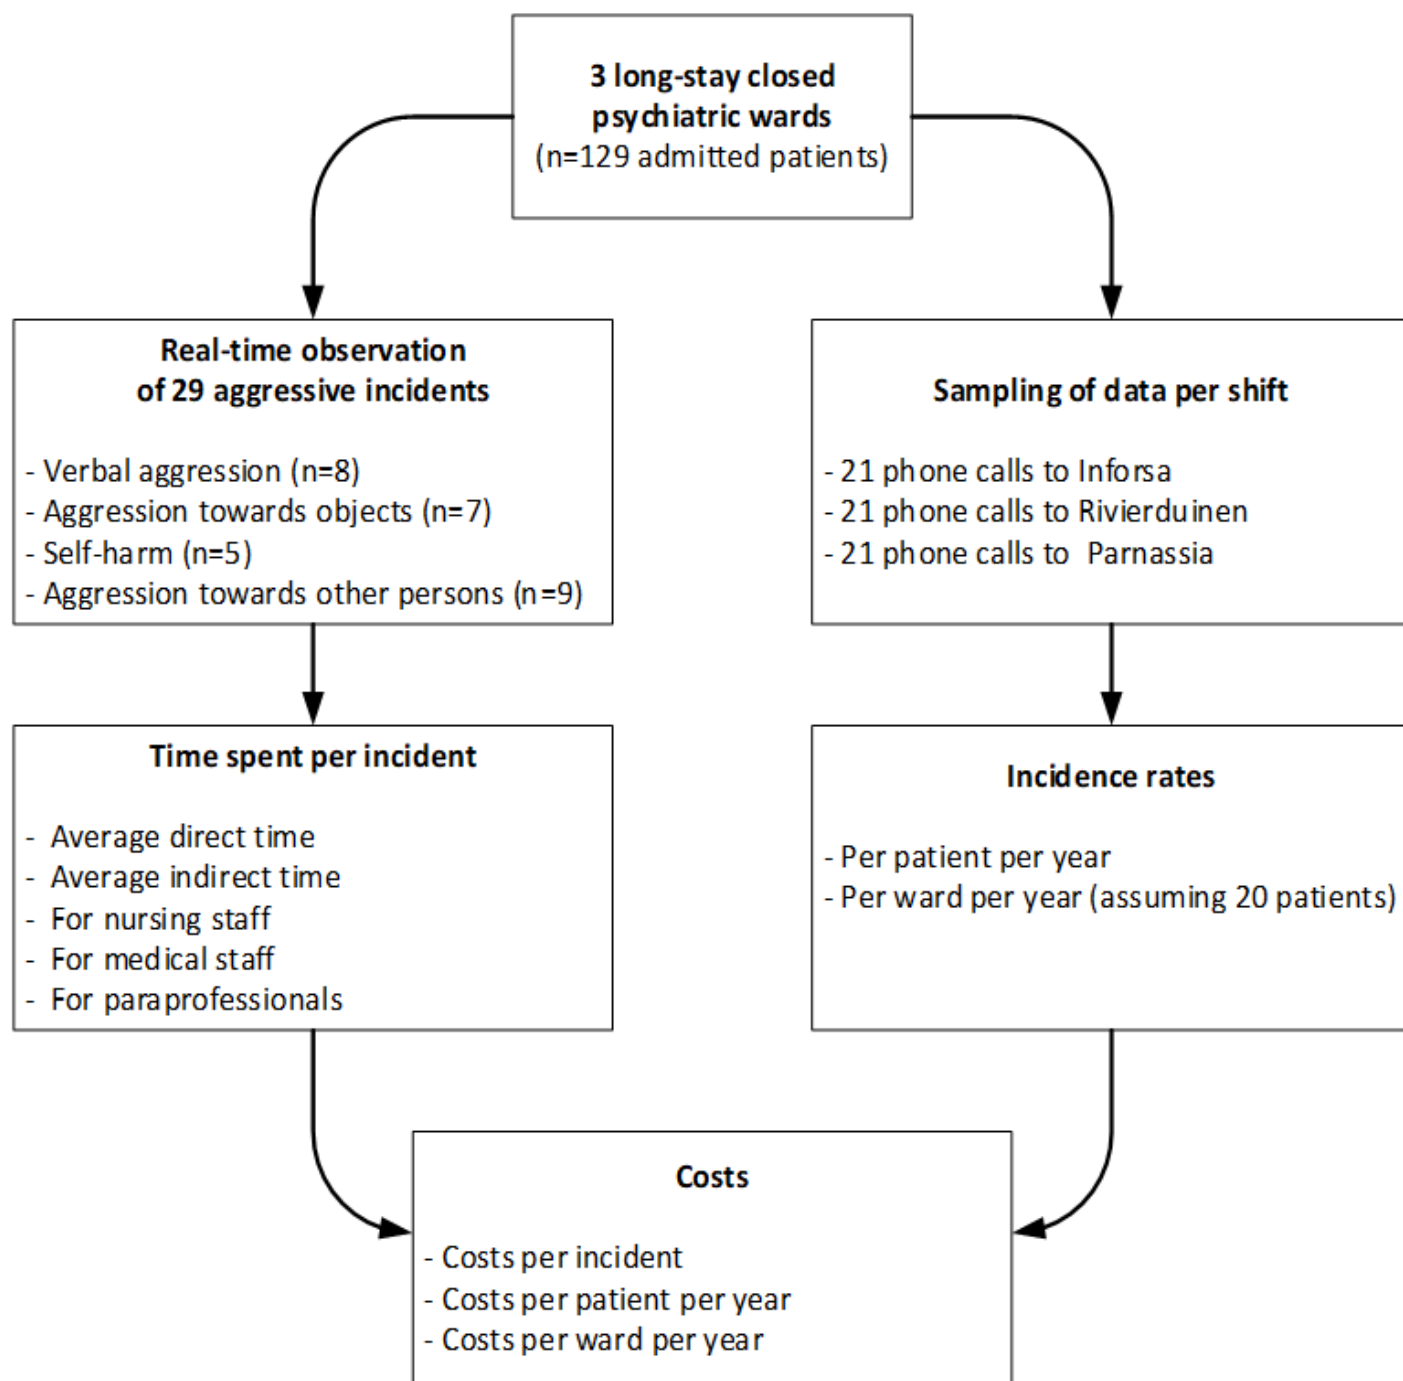 3 long-stay closed
psychiatric wards
(n=129 admitted patients)
Real-time observation
of 29 aggressive incidents
- Verbal aggression (n=8)
- Aggression towards objects (n=7)
- Self-harm (n=5)
- Aggression towards other persons (n=9)
Sampling of data per shift
- 21 phone calls to Inforsa
- 21 phone calls to Rivierduinen
- 21 phone calls to Parnassia
Time spent per incident
- Average direct time
- Average indirect time
- For nursing staff
- For medical staff
- For paraprofessionals
Incidence rates
- Per patient per year
- Per ward per year (assuming 20 patients)
Costs
- Costs per incident
- Costs per patient per year
- Costs per ward per year